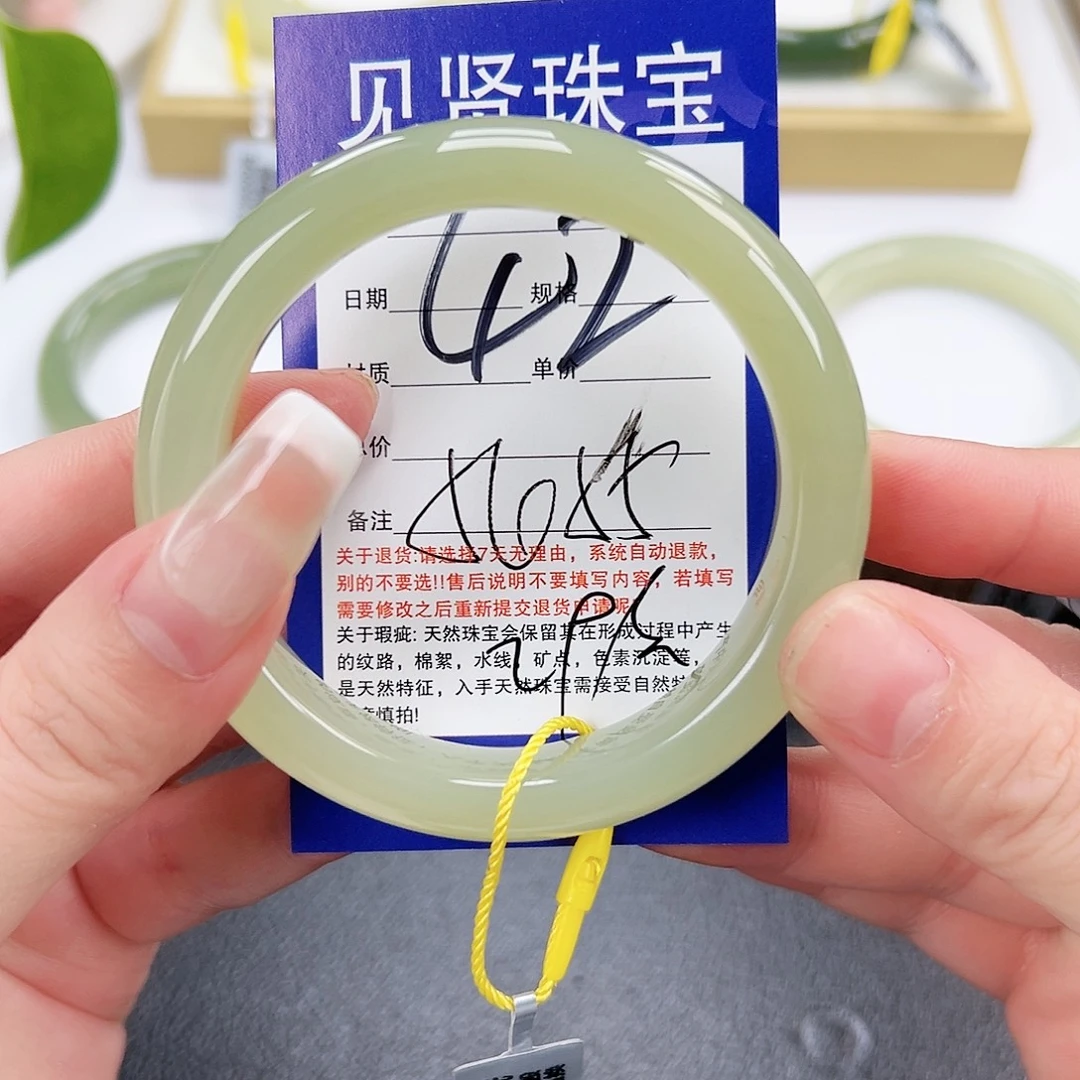 见贤珠宝
42
日期 规格
材质 单价
总价
备注
关于退货:请选择7天无理由，系统自动退款，
别的不要选!!售后说明不要填写内容，若填写
需要修改之后重新提交退货申请呢
关于瑕疵: 天然珠宝会保留其在形成过程中产生
的纹路，棉絮，水线，矿点，色素沉淀等，
是天然特征，入手天然珠宝需接受自然特
慎拍!